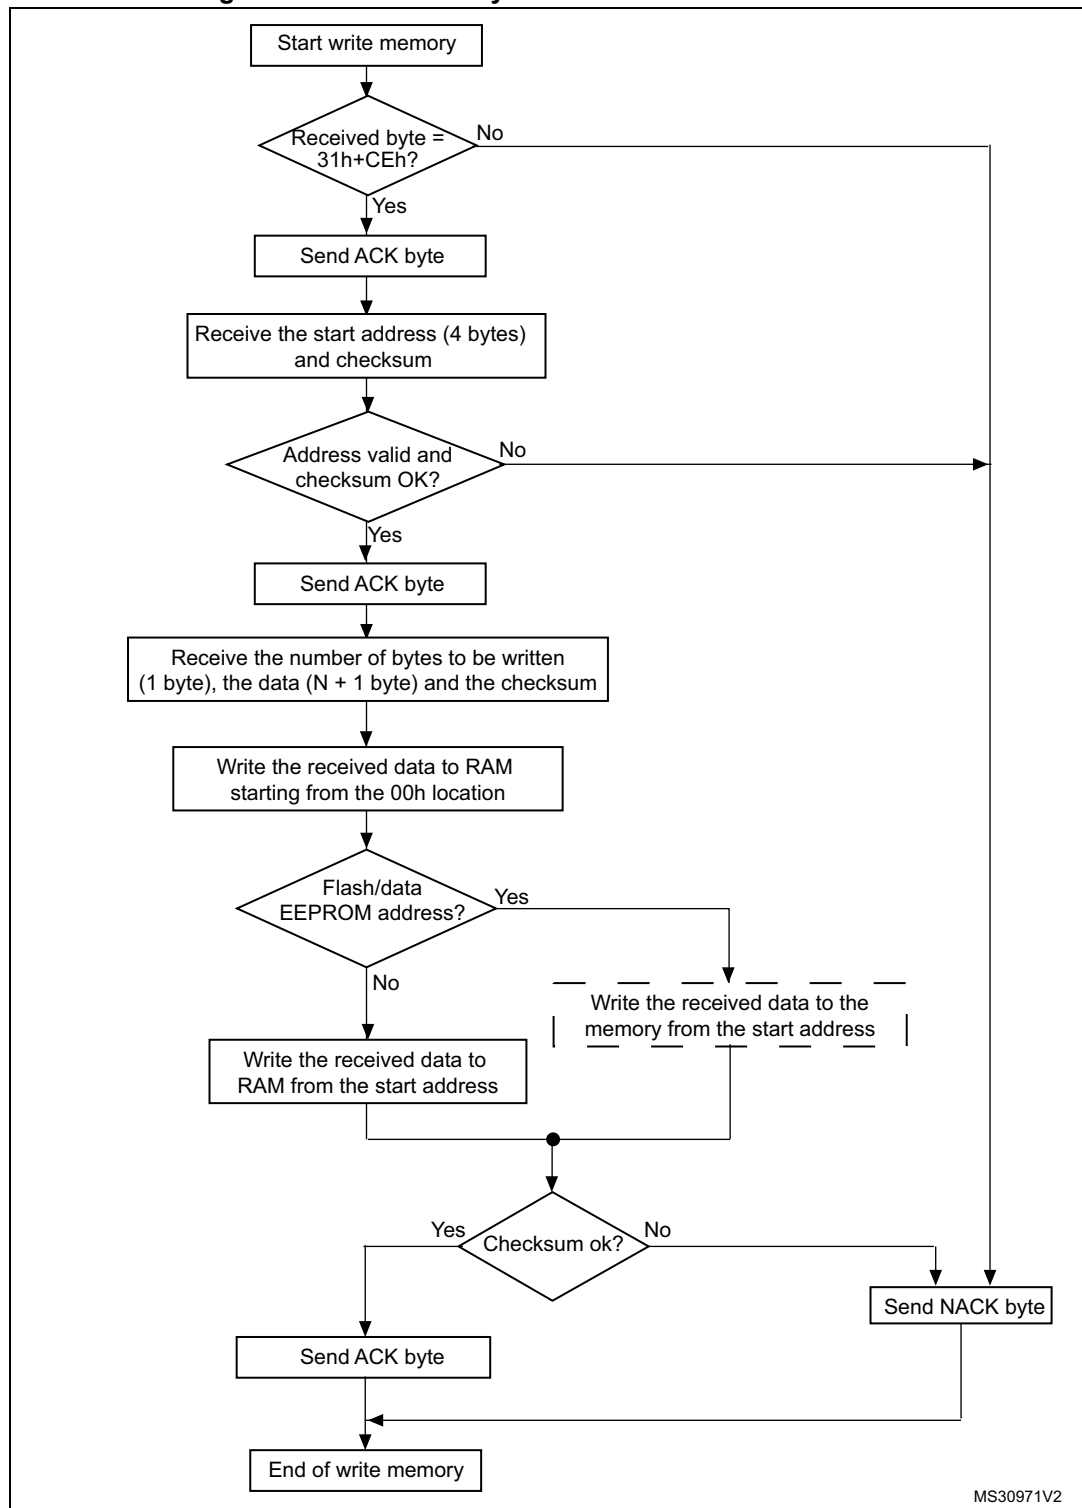 Start write memory
Received byte =
31h+CEh?
No
Yes
Send ACK byte
Receive the start address (4 bytes)
and checksum
Address valid and
checksum OK?
No
Yes
Send ACK byte
Receive the number of bytes to be written
(1 byte), the data (N + 1 byte) and the checksum
Write the received data to RAM
starting from the 00h location
Flash/data
EEPROM address?
Yes
No
Write the received data to the
memory from the start address
Write the received data to
RAM from the start address
Yes
Checksum ok?
No
Send NACK byte
Send ACK byte
End of write memory
MS30971V2